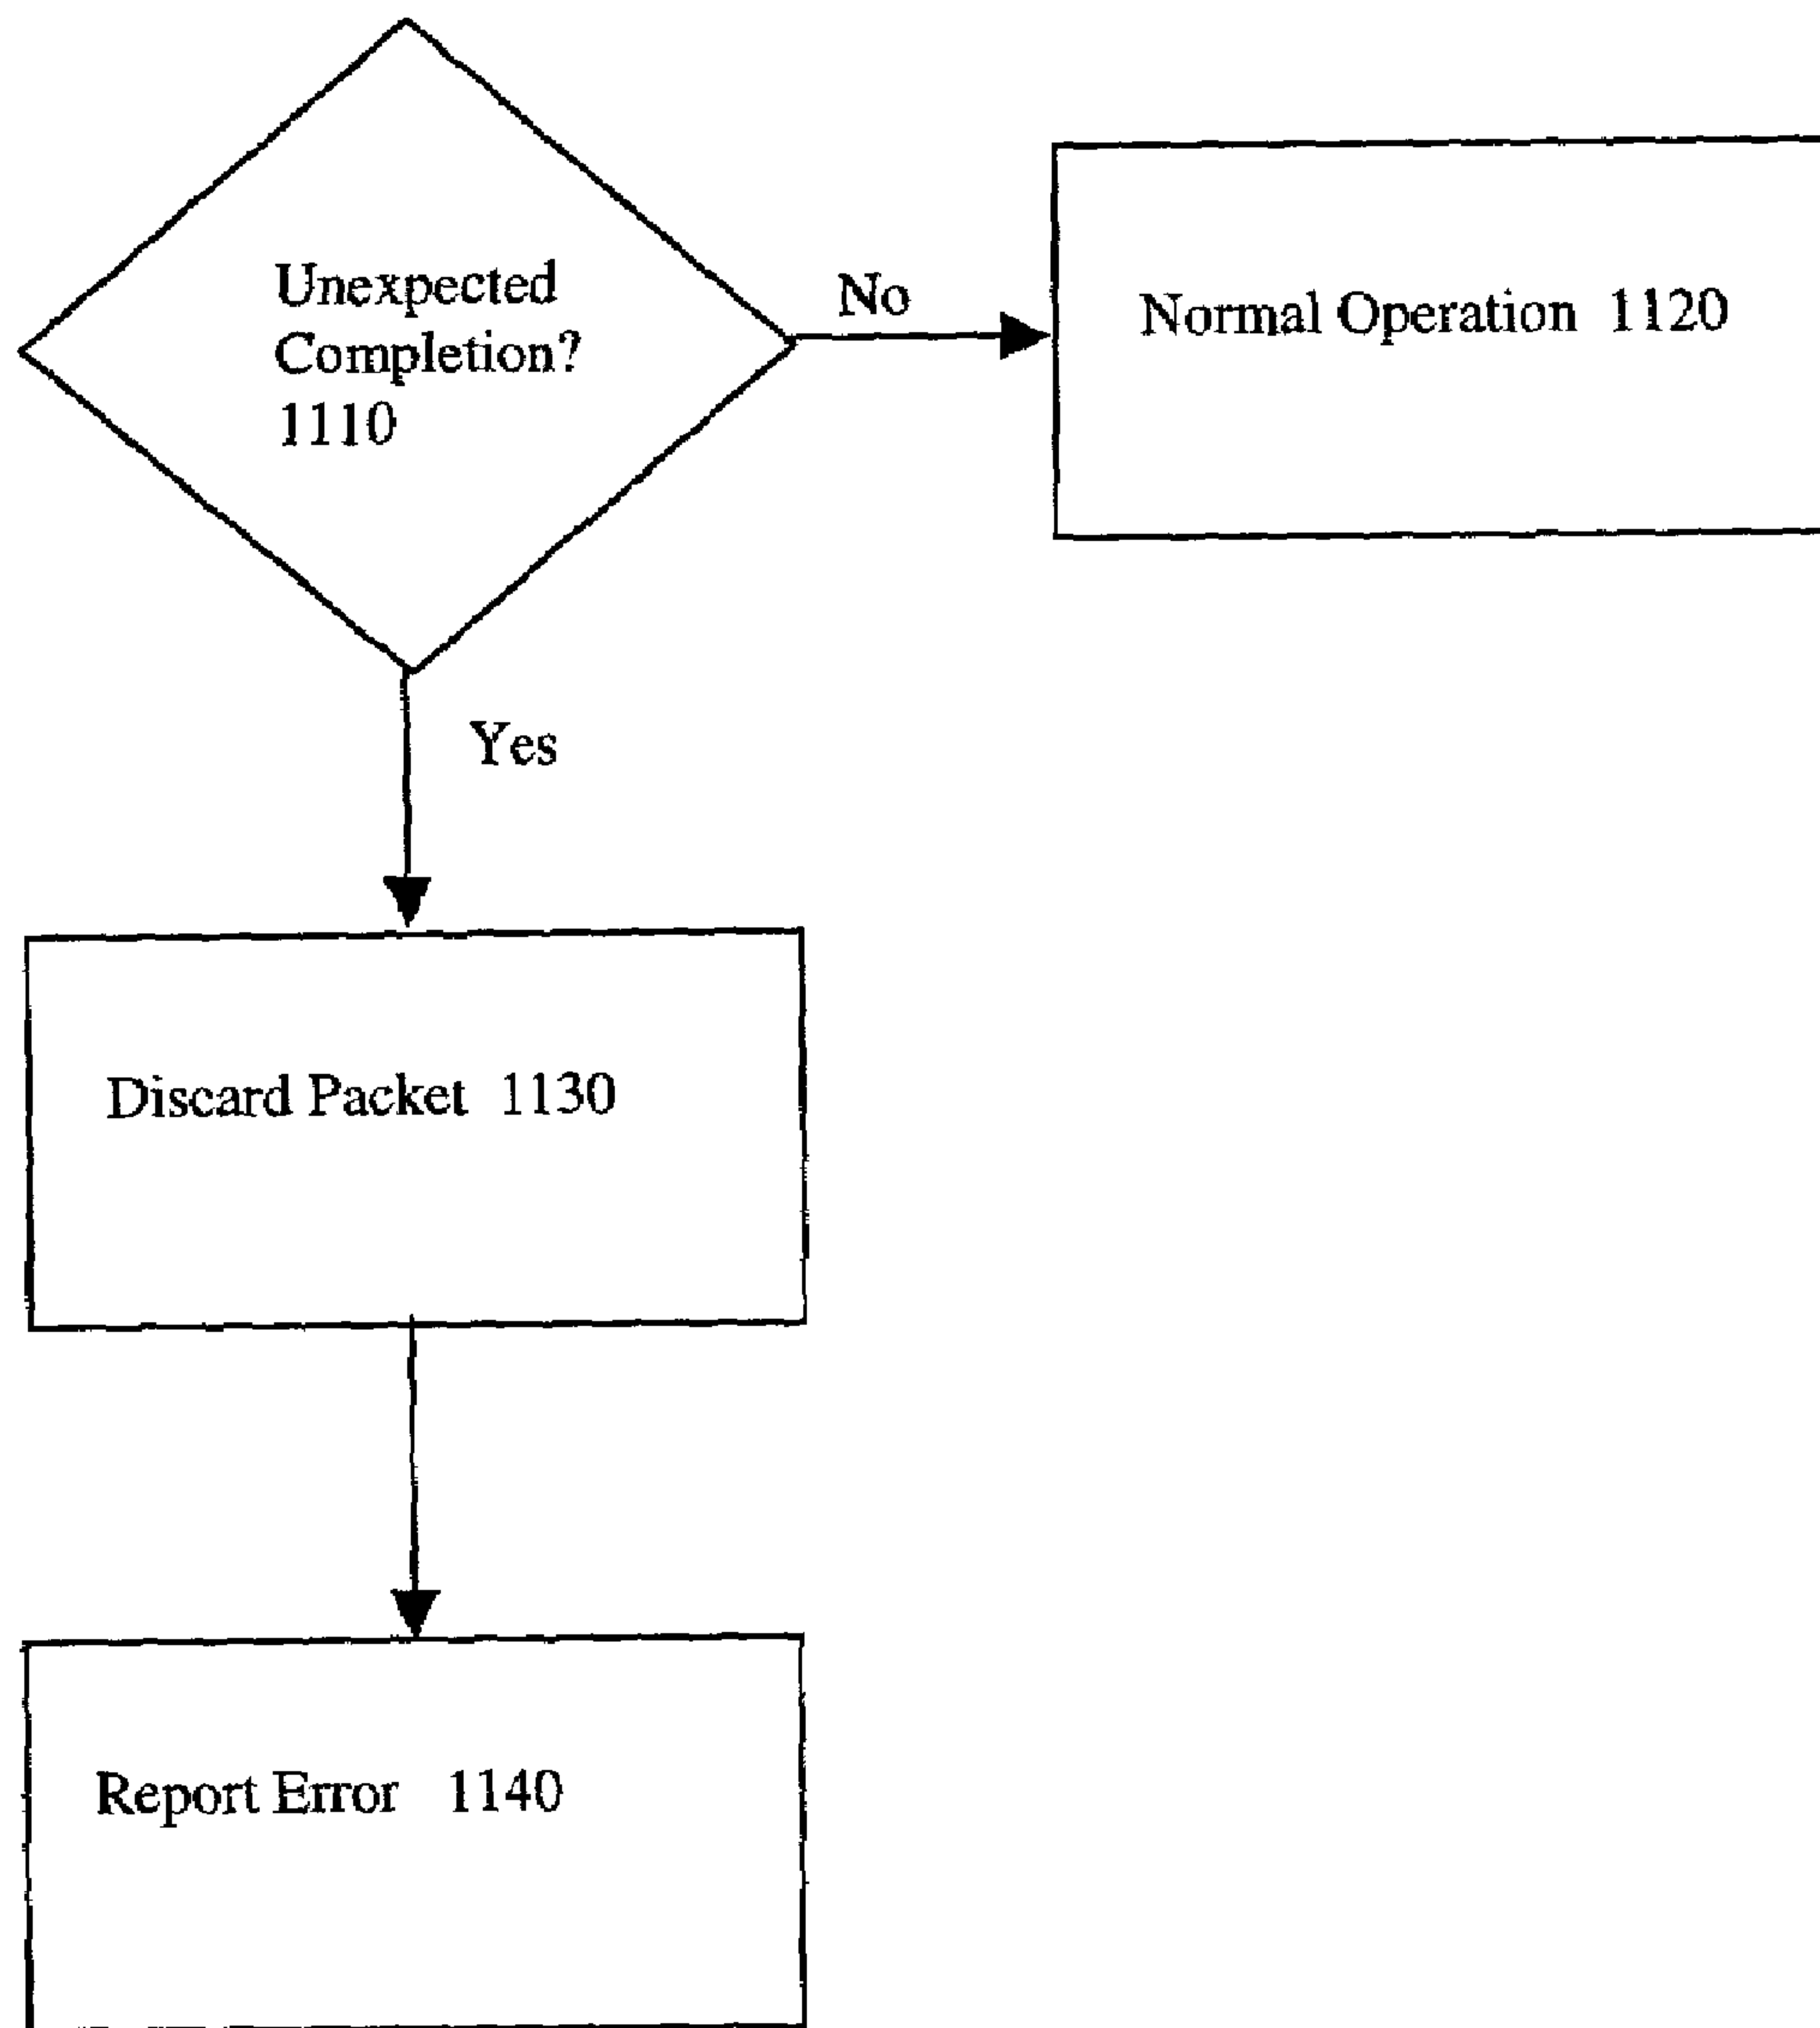 Unexpected
Completion?
1110
No
Normal Operation 1120
Yes
Discard Packet 1130
Report Error 1140